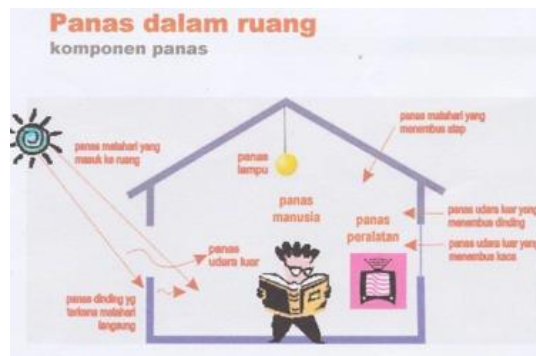 Panas dalam ruang
komponen panas
panas matahari yang
masuk ke ruang
panas
lampu
panas matahari yang
menembus atap
panas
manusia
panas
peralatan
panas udara luar yang
menembus dinding
panas udara luar yang
menembus kaca
panas
udara luar
panas dinding yg
terkena matahari
langsung